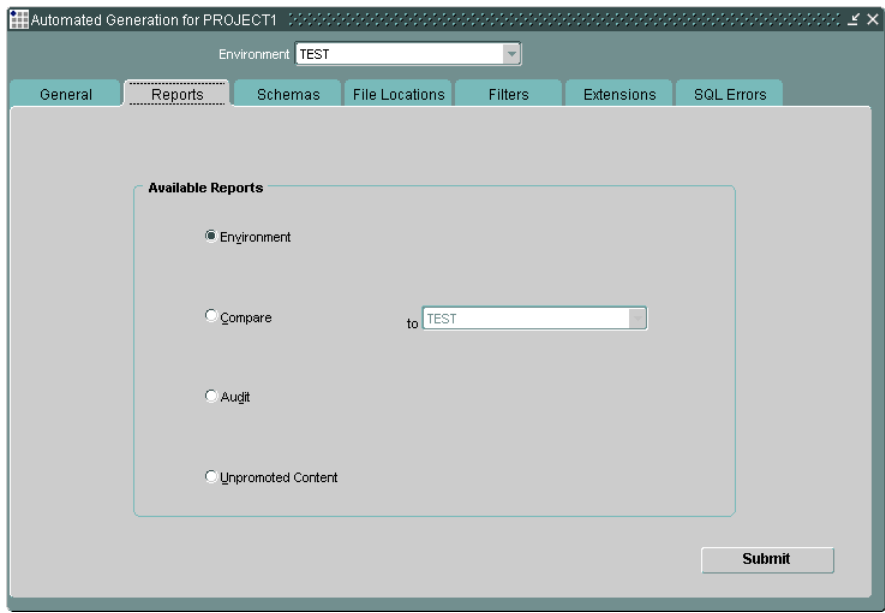 Automated Generation for PROJECT1
Environment TEST
General Reports Schemas File Locations Filters Extensions SQL Errors
Available Reports
Environment
Compare to TEST
Audit
Unpromoted Content
Submit